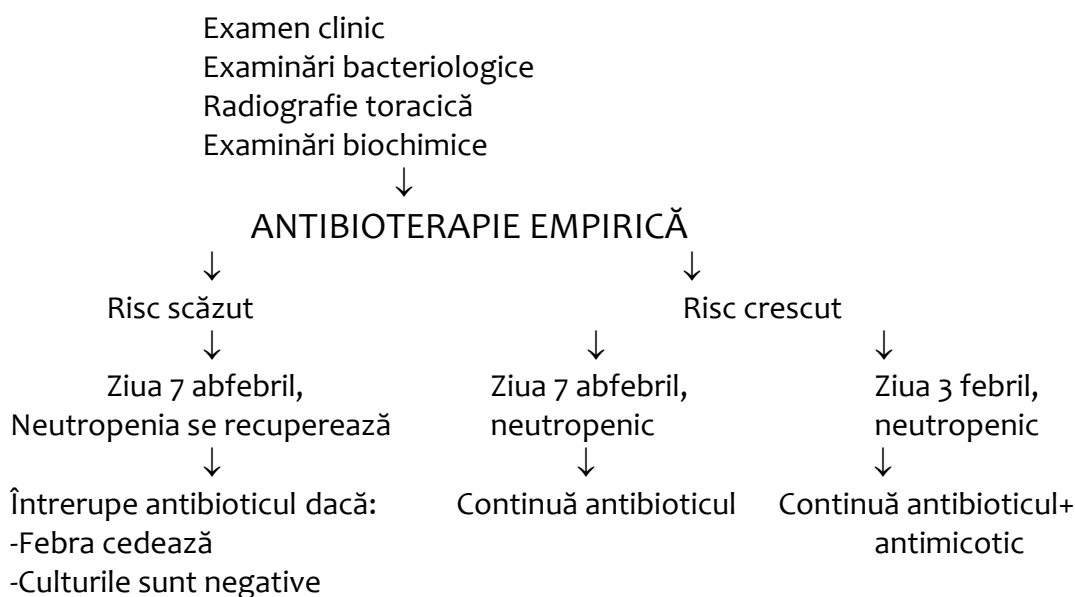 Examen clinic
Examinări bacteriologice
Radiografie toracică
Examinări biochimice
↓
ANTIBIOTERAPIE EMPIRICĂ
↓ ↓
Risc scăzut Risc crescut
↓ ↓ ↓
Ziua 7 abfebril, Ziua 7 abfebril, Ziua 3 febril,
Neutropenia se recuperează neutropenic neutropenic
↓ ↓ ↓
Întrerupe antibioticul dacă: Continuă antibioticul Continuă antibioticul+
-Febra cedează antimicotic
-Culturile sunt negative